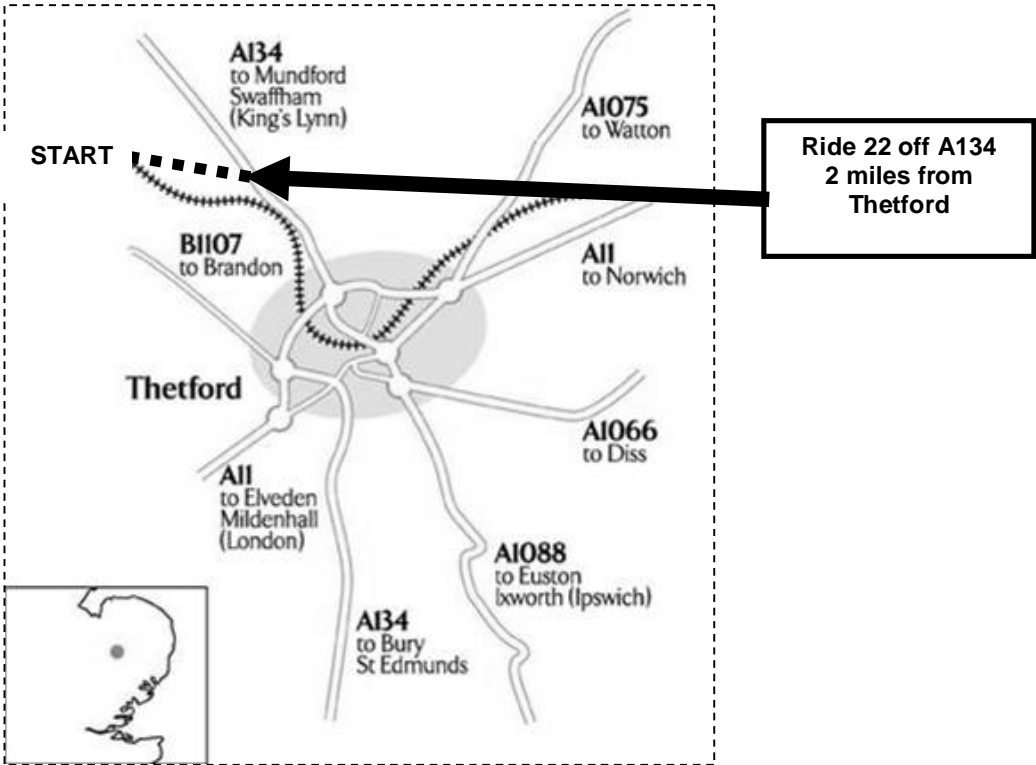 A134
to Mundford
Swaffham
(King's Lynn)
A1075
to Watton
START
Ride 22 off A134
2 miles from
Thetford
B1107
to Brandon
A11
to Norwich
Thetford
A1066
to Diss
A11
to Elveden
Mildenhall
(London)
A1088
to Euston
Ixworth (Ipswich)
A134
to Bury
St Edmunds